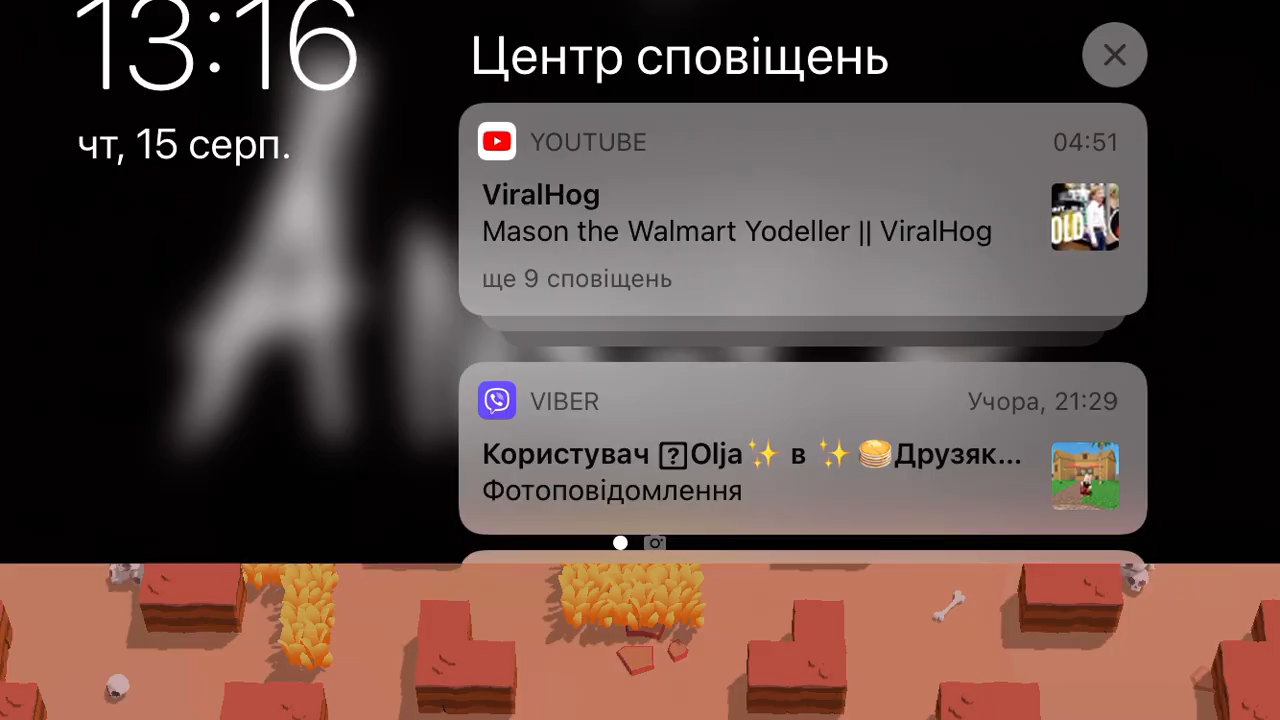 13:16
чт, 15 серп.
Центр сповіщень
YOUTUBE 04:51
ViralHog
Mason the Walmart Yodeller || ViralHog
ще 9 сповіщень
OLD
VIBER Учора, 21:29
Користувач ⍰Olja✨ в ✨🥞Друзяк...
Фотоповідомлення